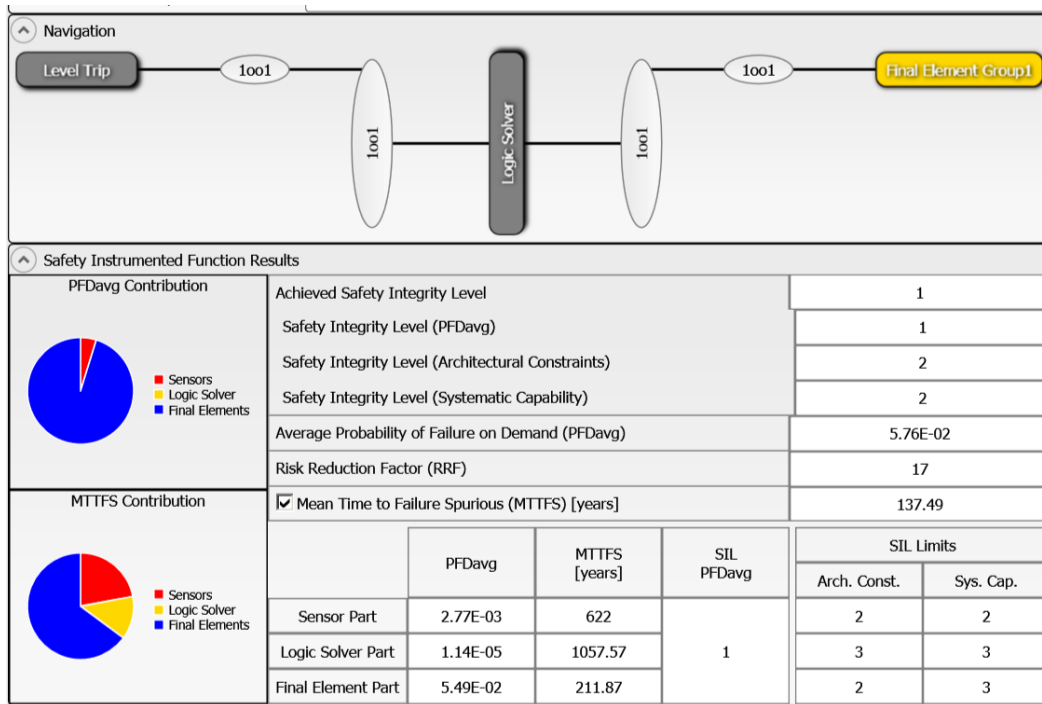 Navigation
Level Trip
1oo1
1oo1
Logic Solver
1oo1
1oo1
Final Element Group1
Safety Instrumented Function Results
PFDavg Contribution
Sensors
Logic Solver
Final Elements
Achieved Safety Integrity Level 1
Safety Integrity Level (PFDavg) 1
Safety Integrity Level (Architectural Constraints) 2
Safety Integrity Level (Systematic Capability) 2
Average Probability of Failure on Demand (PFDavg) 5.76E-02
Risk Reduction Factor (RRF) 17
MTTFS Contribution
Sensors
Logic Solver
Final Elements
Mean Time to Failure Spurious (MTTFS) [years] 137.49
PFDavg MTTFS [years] SIL PFDavg SIL Limits
Arch. Const. Sys. Cap.
Sensor Part 2.77E-03 622 2 2
Logic Solver Part 1.14E-05 1057.57 1 3 3
Final Element Part 5.49E-02 211.87 2 3